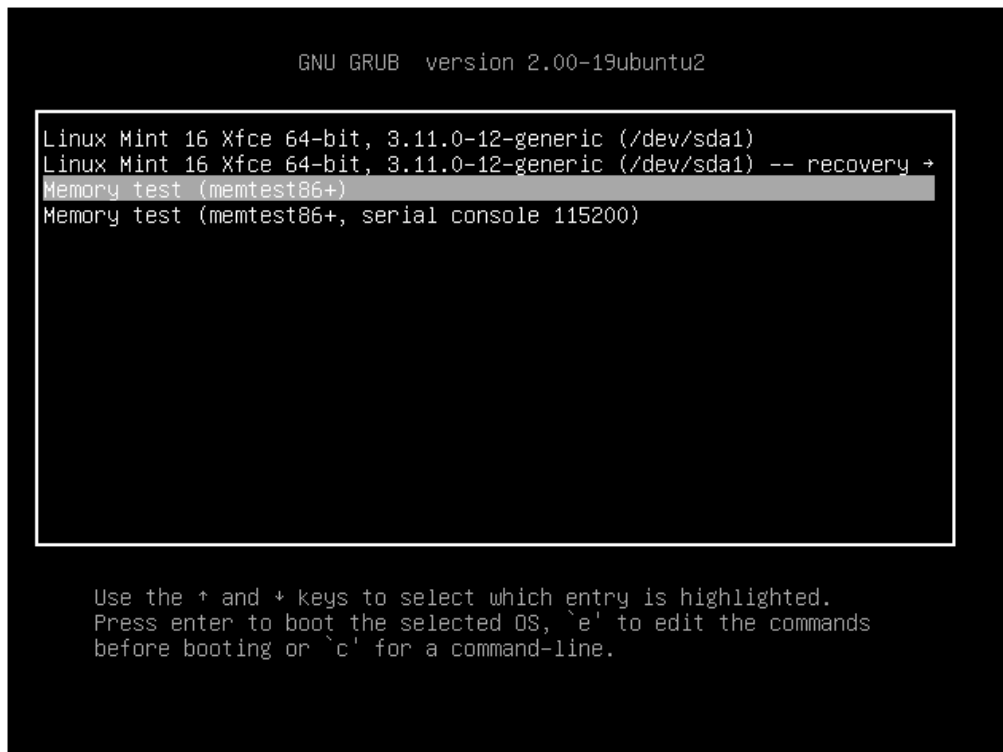 GNU GRUB  version 2.00-19ubuntu2
Linux Mint 16 Xfce 64-bit, 3.11.0-12-generic (/dev/sda1)
Linux Mint 16 Xfce 64-bit, 3.11.0-12-generic (/dev/sda1) -- recovery →
Memory test (memtest86+)
Memory test (memtest86+, serial console 115200)
Use the ↑ and ↓ keys to select which entry is highlighted.
Press enter to boot the selected OS, `e' to edit the commands
before booting or `c' for a command-line.